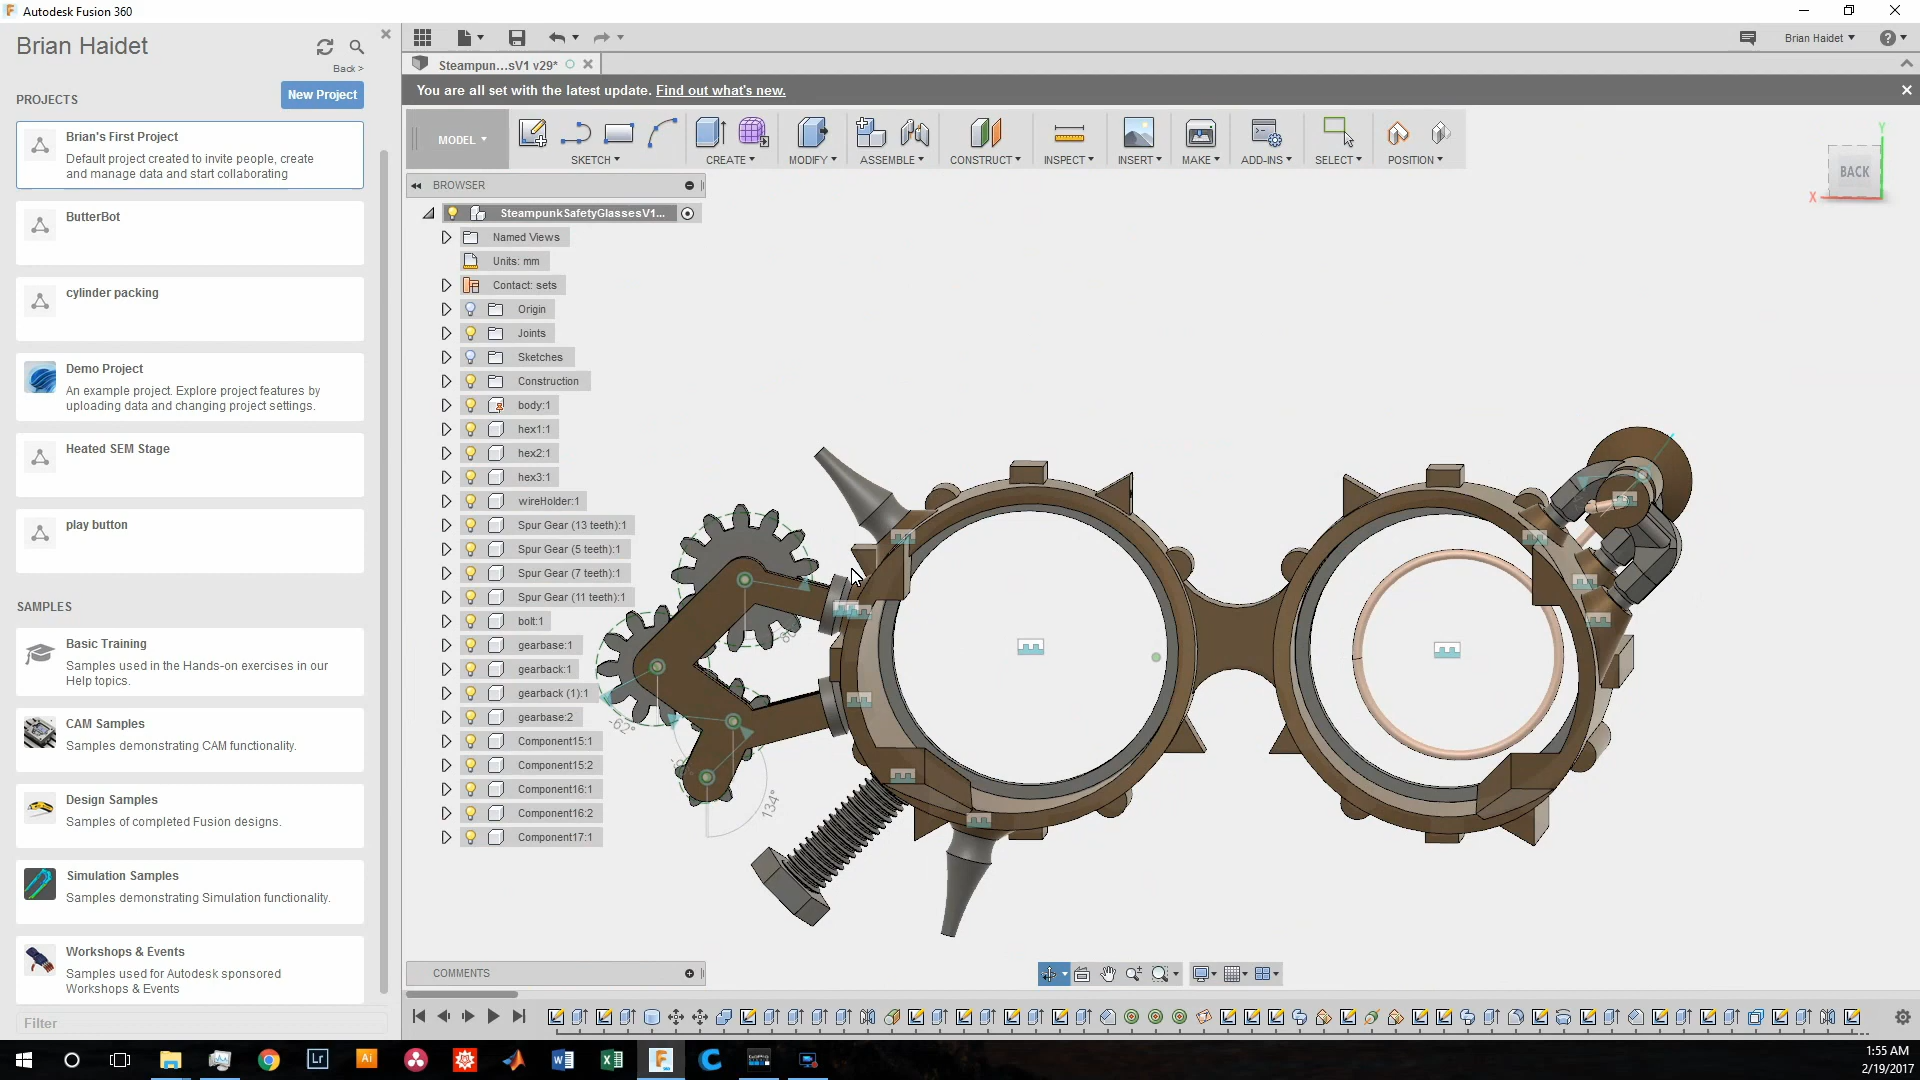 Autodesk Fusion 360
Brian Haidet
Back >
PROJECTS
New Project
Brian's First Project
Default project created to invite people, create
and manage data and start collaborating
ButterBot
cylinder packing
Demo Project
An example project. Explore project features by
uploading data and changing project settings.
Heated SEM Stage
play button
SAMPLES
Basic Training
Samples used in the Hands-on exercises in our
Help topics.
CAM Samples
Samples demonstrating CAM functionality.
Design Samples
Samples of completed Fusion designs.
Simulation Samples
Samples demonstrating Simulation functionality.
Workshops & Events
Samples used for Autodesk sponsored
Workshops & Events
Filter
Brian Haidet
Steampun...sV1 v29*
You are all set with the latest update. Find out what's new.
MODEL
SKETCH
CREATE
MODIFY
ASSEMBLE
CONSTRUCT
INSPECT
INSERT
MAKE
ADD-INS
SELECT
POSITION
BROWSER
SteampunkSafetyGlassesV1...
Named Views
Units: mm
Contact: sets
Origin
Joints
Sketches
Construction
body:1
hex1:1
hex2:1
hex3:1
wireHolder:1
Spur Gear (13 teeth):1
Spur Gear (5 teeth):1
Spur Gear (7 teeth):1
Spur Gear (11 teeth):1
bolt:1
gearbase:1
gearback:1
gearback (1):1
gearbase:2
Component15:1
Component15:2
Component16:1
Component16:2
Component17:1
Y
BACK
X
-62°
134°
COMMENTS
Lr
Ai
1:55 AM
2/19/2017